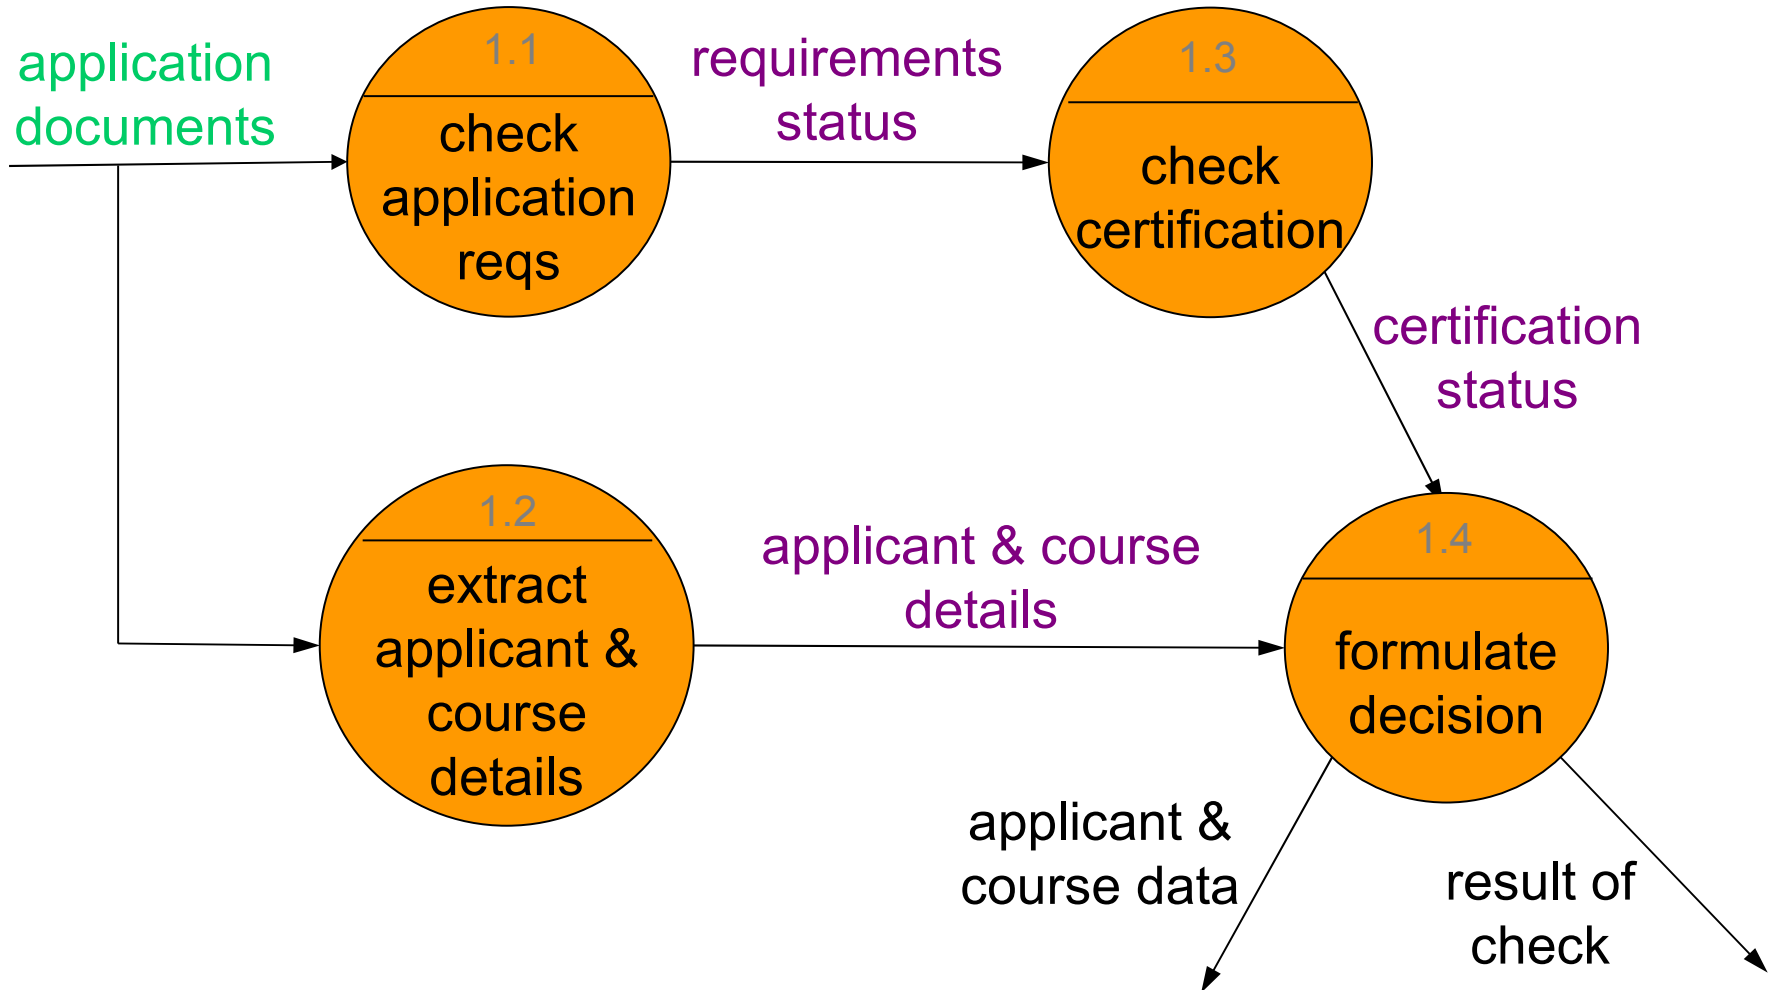 application
documents
1.1
check
application
reqs
requirements
status
1.3
check
certification
certification
status
1.2
extract
applicant &
course
details
applicant & course
details
1.4
formulate
decision
applicant &
course data
result of
check